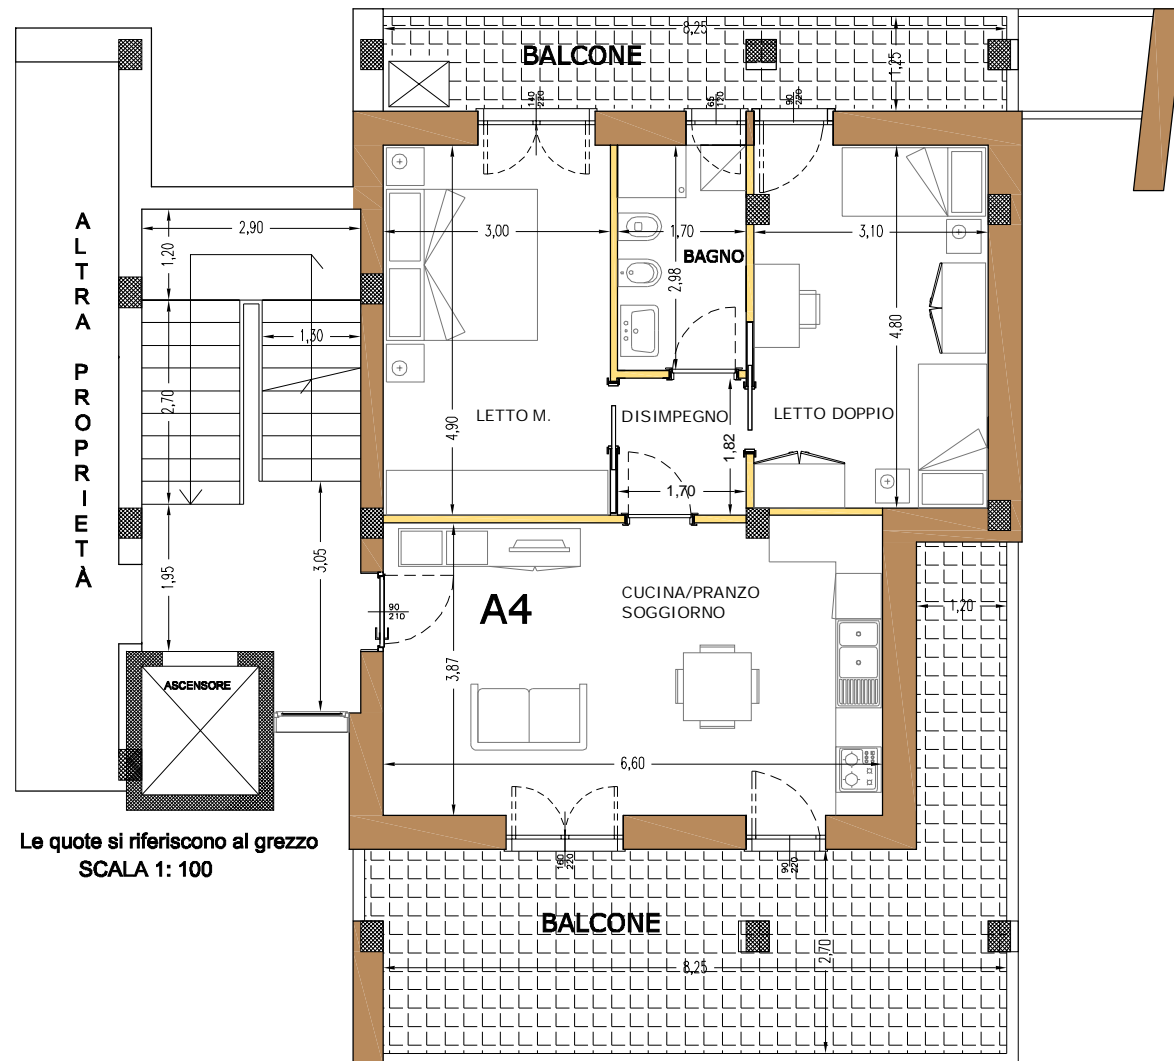 8,25
BALCONE
1,25
140
220
65
120
90
220
ALTRA PROPRIETÀ
2,90
1,20
3,00
1,70
BAGNO
3,10
2,98
1,30
2,70
4,80
LETTO M.
DISIMPEGNO
LETTO DOPPIO
4,90
1,82
1,70
1,95
3,05
90
210
A4
CUCINA/PRANZO
SOGGIORNO
1,20
3,87
ASCENSORE
6,60
Le quote si riferiscono al grezzo
SCALA 1: 100
160
220
90
220
BALCONE
2,70
8,25